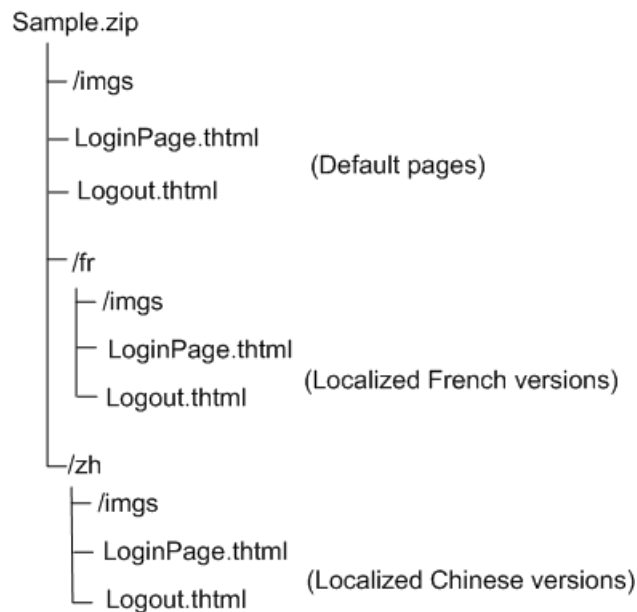 Sample.zip
/imgs
LoginPage.thtml
(Default pages)
Logout.thtml
/fr
/imgs
LoginPage.thtml
(Localized French versions)
Logout.thtml
/zh
/imgs
LoginPage.thtml
(Localized Chinese versions)
Logout.thtml